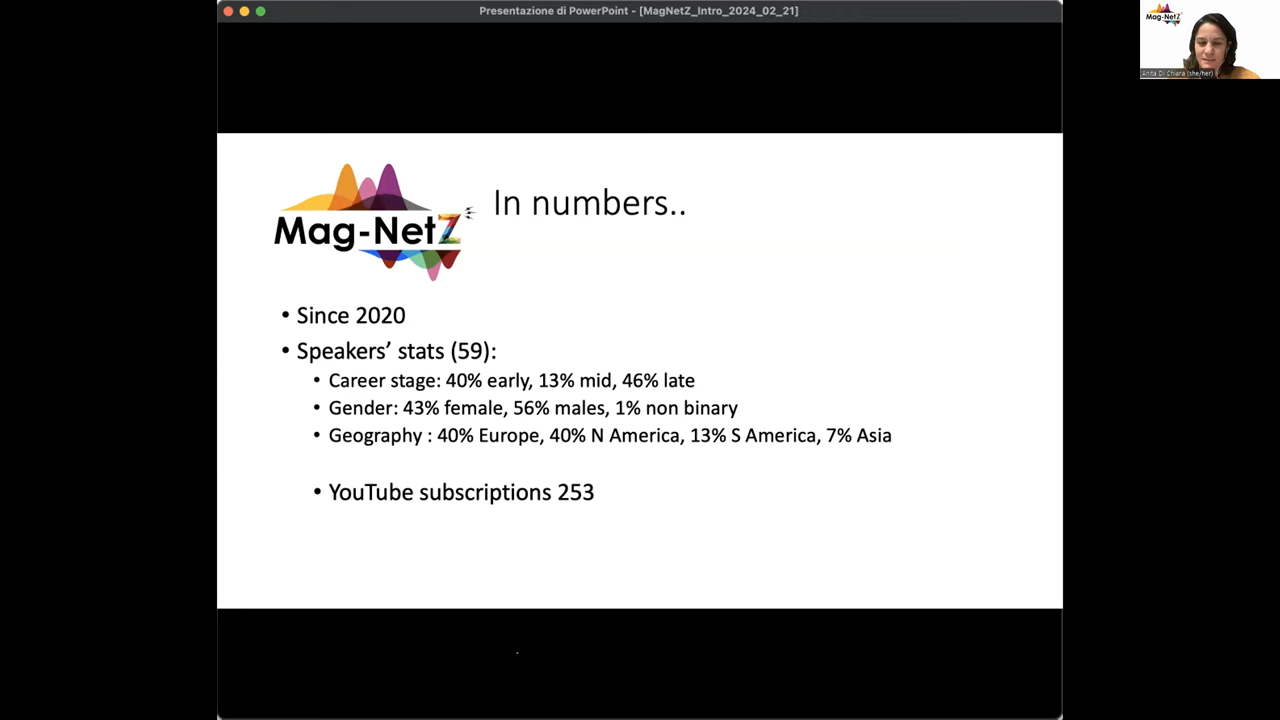 Presentazione di PowerPoint - [MagNetZ_Intro_2024_02_21]
Mag-NetZ
Anita Di Chiara (she/her)
Mag-NetZ
In numbers..
• Since 2020
• Speakers’ stats (59):
• Career stage: 40% early, 13% mid, 46% late
• Gender: 43% female, 56% males, 1% non binary
• Geography : 40% Europe, 40% N America, 13% S America, 7% Asia
• YouTube subscriptions 253